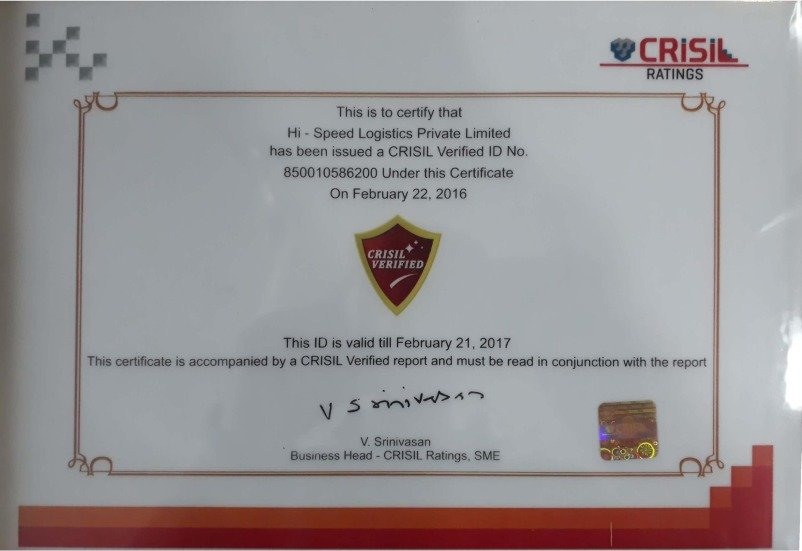 CRISIL
RATINGS
This is to certify that
Hi - Speed Logistics Private Limited
has been issued a CRISIL Verified ID No.
850010586200 Under this Certificate
On February 22, 2016
CRISIL
VERIFIED
This ID is valid till February 21, 2017
This certificate is accompanied by a CRISIL Verified report and must be read in conjunction with the report
V Srinivasan
V. Srinivasan
Business Head - CRISIL Ratings, SME